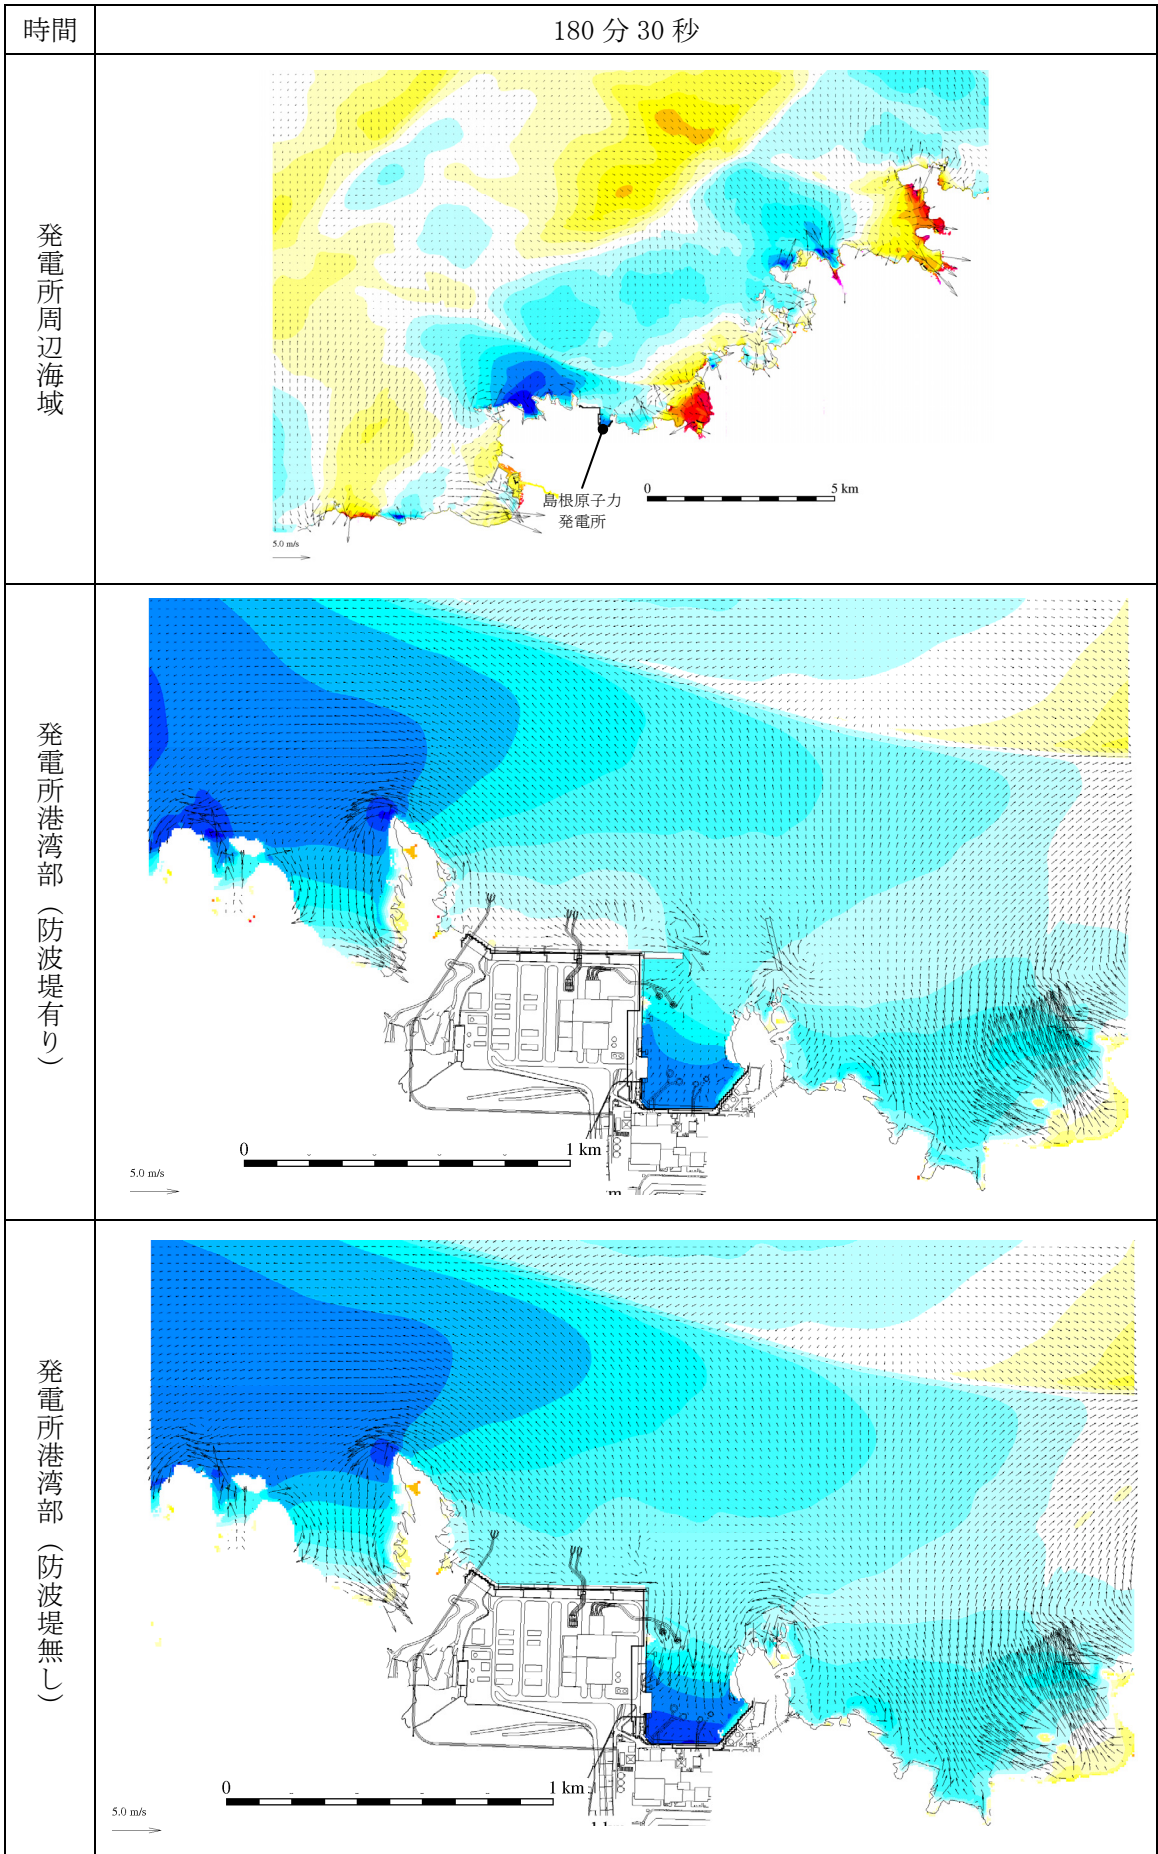 時間
180 分 30 秒
発電所周辺海域
島根原子力
発電所
0
5 km
5.0 m/s
発電所港湾部（防波堤有り）
0
1 km
5.0 m/s
発電所港湾部（防波堤無し）
0
1 km
5.0 m/s